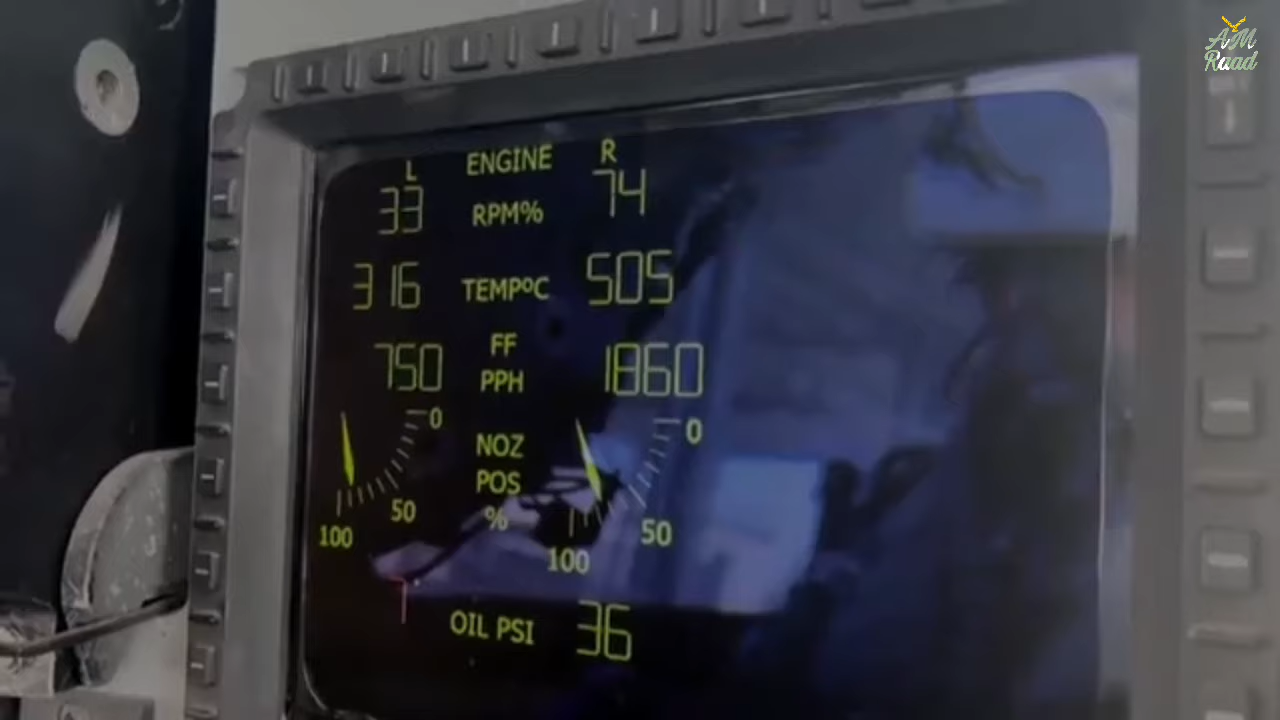 AM
Raad
L ENGINE R
33 RPM% 74
316 TEMPºC 505
750 FF PPH 1860
0 NOZ 0
POS
50 % 50
100 100
OIL PSI 36